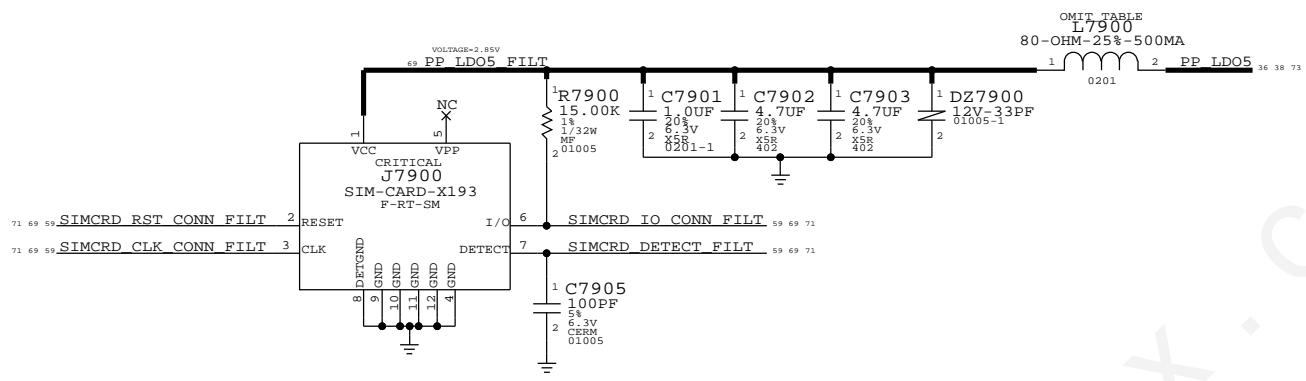 OMIT_TABLE
L7900
80-OHM-25%-500MA
1 2
0201
PP_LDO5 36 38 73
VOLTAGE=2.85V
69 PP_LDO5_FILT
NC
1 5
VCC VPP
CRITICAL
J7900
SIM-CARD-X193
F-RT-SM
1
R7900
15.00K
1%
1/32W
MF
01005
2
1 C7901
1.0UF
20%
2 6.3V
X5R
0201-1
1 C7902
4.7UF
20%
2 6.3V
X5R
402
1 C7903
4.7UF
20%
2 6.3V
X5R
402
1 DZ7900
12V-33PF
01005-1
2
71 69 59 SIMCRD_RST_CONN_FILT 2 RESET
I/O 6 SIMCRD_IO_CONN_FILT 59 69 71
71 69 59 SIMCRD_CLK_CONN_FILT 3 CLK
DETECT 7 SIMCRD_DETECT_FILT 59 69 71
DETGND GND GND GND GND GND
8 9 10 11 12 4
1 C7905
100PF
5%
2 6.3V
CERM
01005
x.c